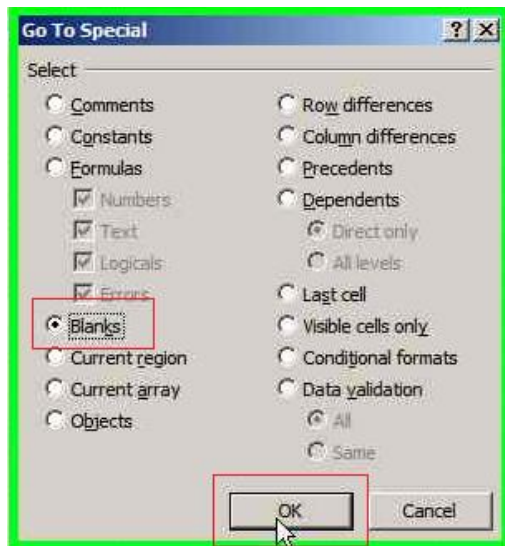 Go To Special
Select
Comments
Constants
Formulas
Numbers
Text
Logicals
Errors
Blanks
Current region
Current array
Objects
Row differences
Column differences
Precedents
Dependents
Direct only
All levels
Last cell
Visible cells only
Conditional formats
Data validation
All
Same
OK
Cancel